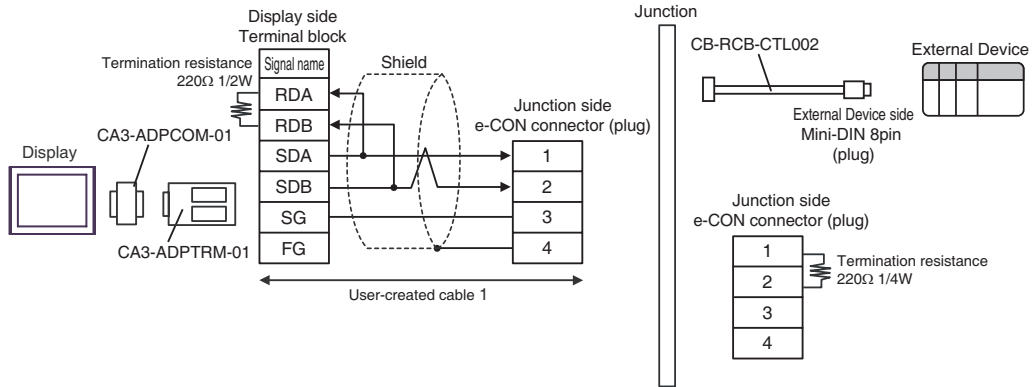 Display side
Terminal block
Termination resistance
220Ω 1/2W
Signal name
RDA
RDB
SDA
SDB
SG
FG
Shield
Junction side
e-CON connector (plug)
1
2
3
4
Display
CA3-ADPCOM-01
CA3-ADPTRM-01
User-created cable 1
Junction
CB-RCB-CTL002
External Device
External Device side
Mini-DIN 8pin
(plug)
Junction side
e-CON connector (plug)
1
2
3
4
Termination resistance
220Ω 1/4W